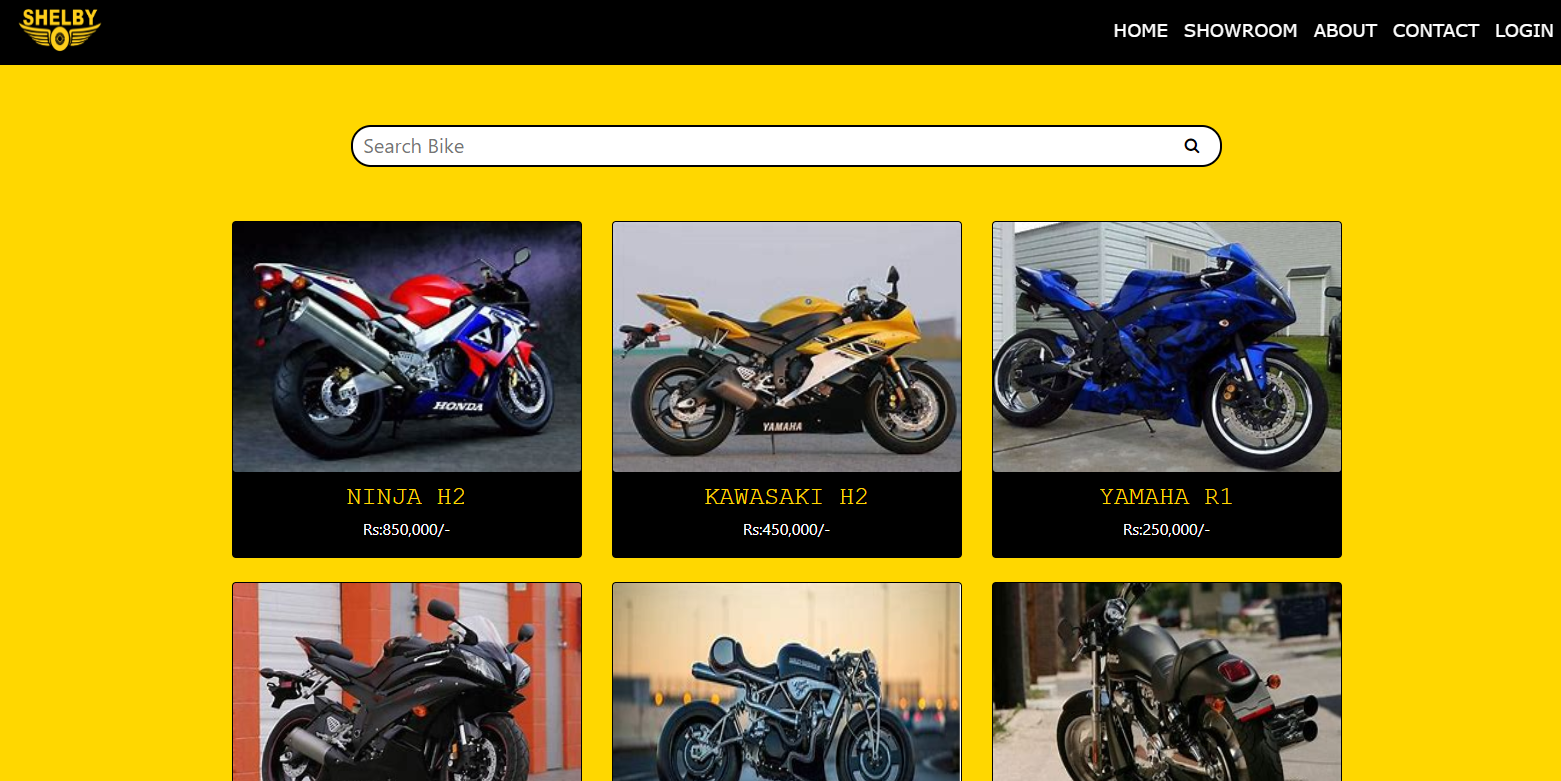 SHELBY
HOME SHOWROOM ABOUT CONTACT LOGIN
Search Bike
HONDA
YAMAHA
YAMAHA
NINJA H2
KAWASAKI H2
YAMAHA R1
Rs:850,000/-
Rs:450,000/-
Rs:250,000/-